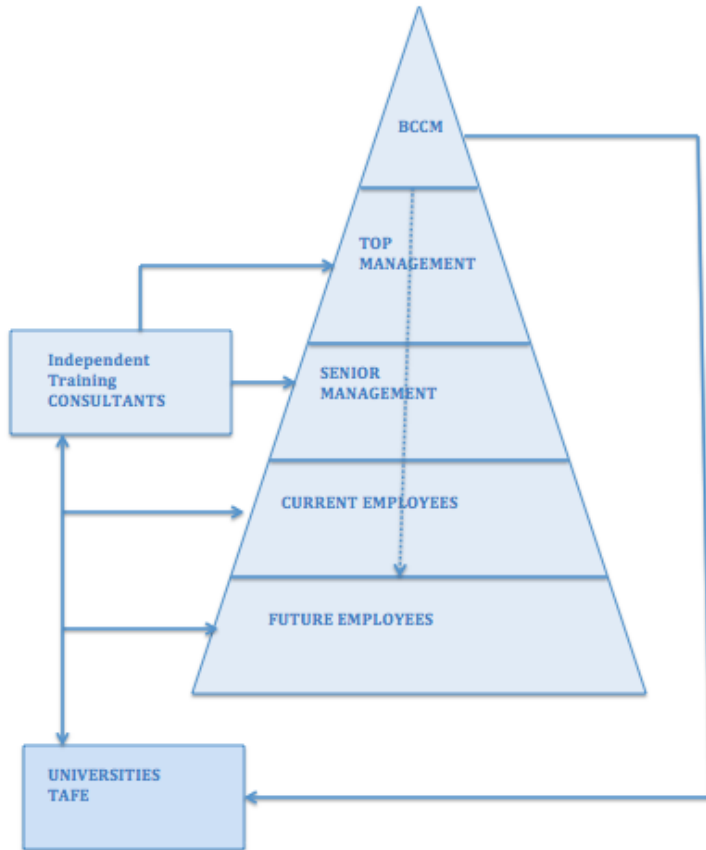 BCCM
TOP
MANAGEMENT
Independent
Training
CONSULTANTS
SENIOR
MANAGEMENT
CURRENT EMPLOYEES
FUTURE EMPLOYEES
UNIVERSITIES
TAFE